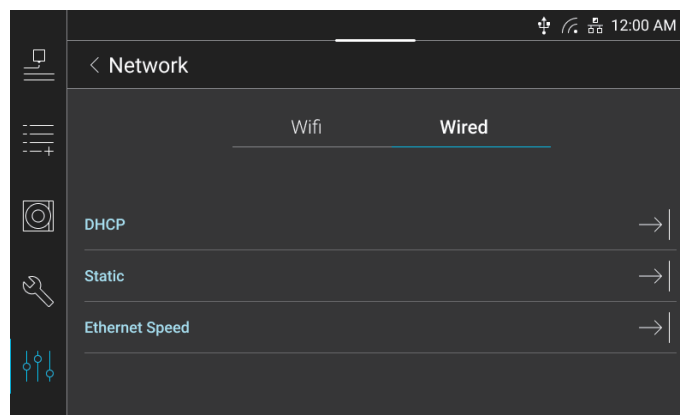 12:00 AM
Network
Wifi
Wired
DHCP
Static
Ethernet Speed